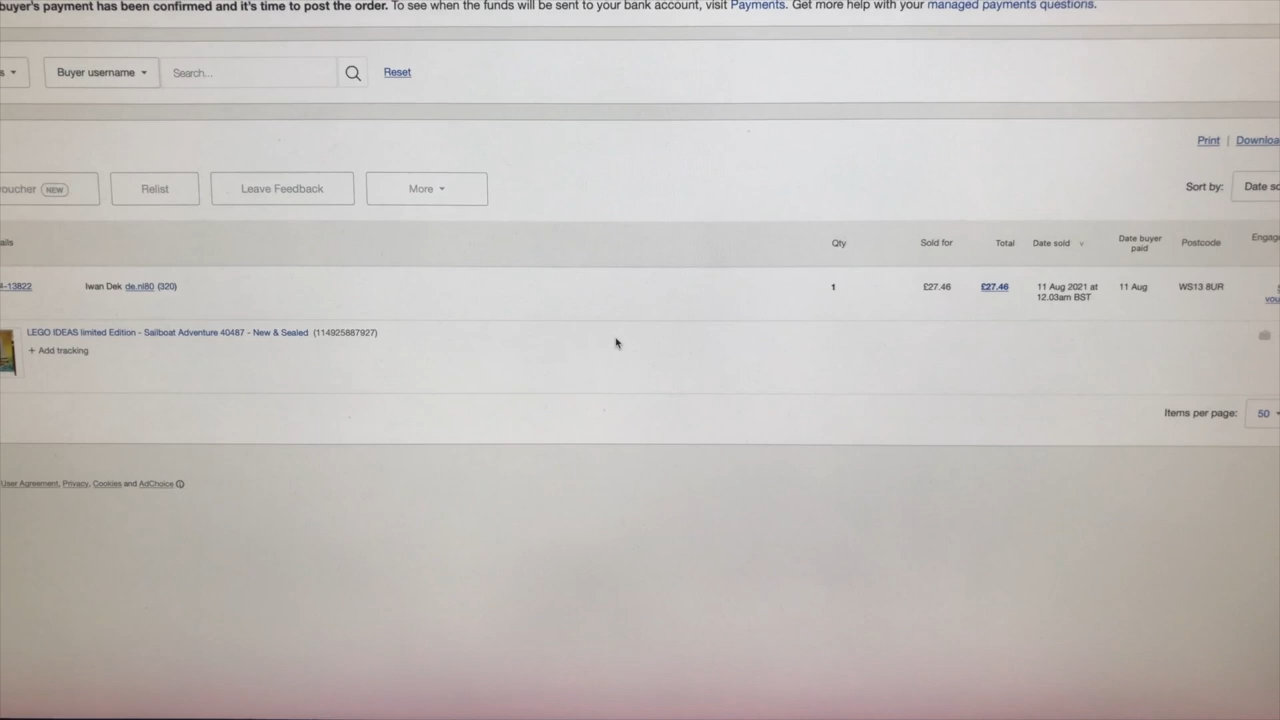 buyer's payment has been confirmed and it's time to post the order. To see when the funds will be sent to your bank account, visit Payments. Get more help with your managed payments questions.
s Buyer username Search... Reset
Print | Downloa
oucher NEW Relist Leave Feedback More Sort by: Date so
ails Qty Sold for Total Date sold Date buyer paid Postcode Engag
4-13822 Iwan Dek de.nl80 (320) 1 £27.46 £27.46 11 Aug 2021 at 12.03am BST 11 Aug WS13 8UR
vou
LEGO IDEAS limited Edition - Sailboat Adventure 40487 - New & Sealed (114925887927)
+ Add tracking
Items per page: 50
User Agreement, Privacy, Cookies and AdChoice